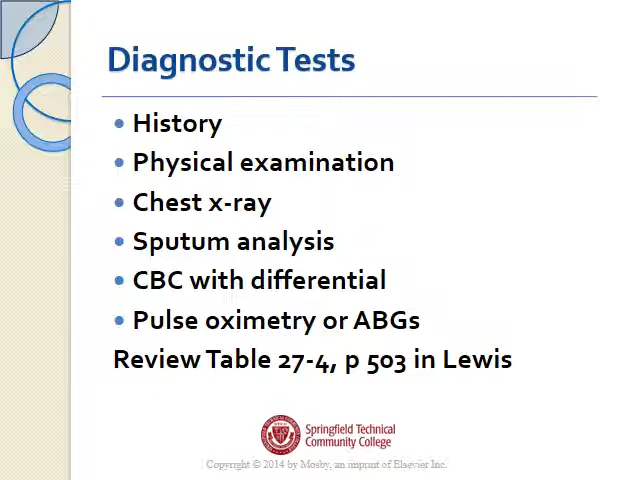 Diagnostic Tests
• History
• Physical examination
• Chest x-ray
• Sputum analysis
• CBC with differential
• Pulse oximetry or ABGs
Review Table 27-4, p 503 in Lewis
Springfield Technical
Community College
Copyright © 2014 by Mosby, an imprint of Elsevier Inc.